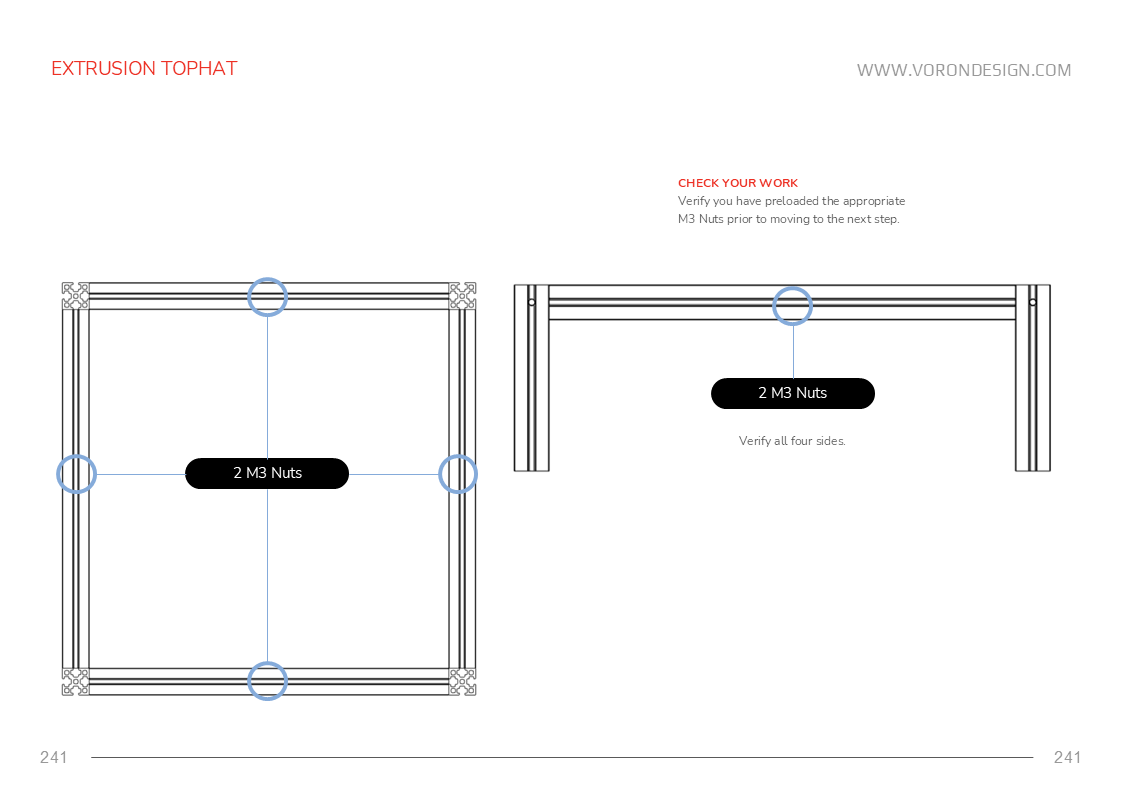 EXTRUSION TOPHAT
WWW.VORONDESIGN.COM
CHECK YOUR WORK
Verify you have preloaded the appropriate
M3 Nuts prior to moving to the next step.
2 M3 Nuts
2 M3 Nuts
Verify all four sides.
241
241